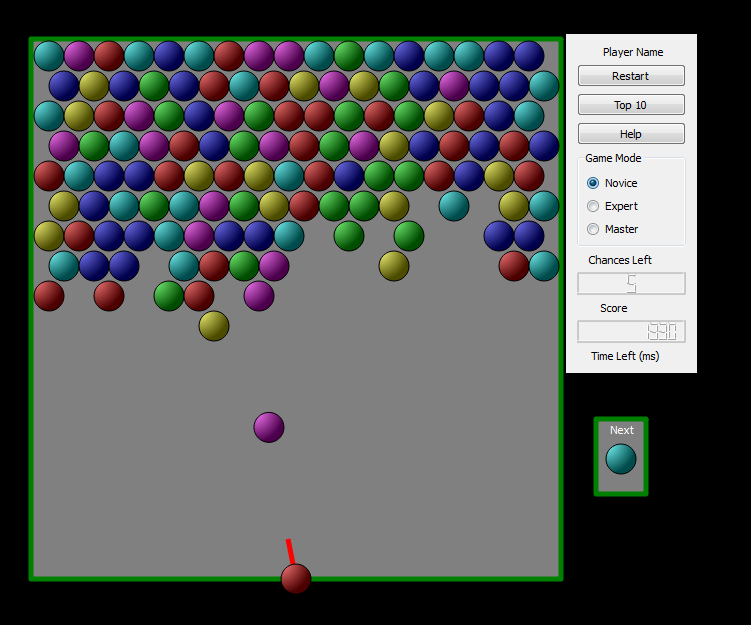 Player Name
Restart
Top 10
Help
Game Mode
Novice
Expert
Master
Chances Left
5
Score
990
Time Left (ms)
Next